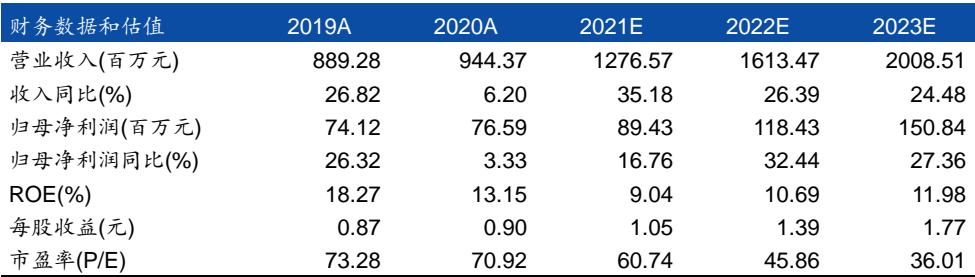 财务数据和估值 2019A 2020A 2021E 2022E 2023E
营业收入(百万元) 889.28 944.37 1276.57 1613.47 2008.51
收入同比(%) 26.82 6.20 35.18 26.39 24.48
归母净利润(百万元) 74.12 76.59 89.43 118.43 150.84
归母净利润同比(%) 26.32 3.33 16.76 32.44 27.36
ROE(%) 18.27 13.15 9.04 10.69 11.98
每股收益(元) 0.87 0.90 1.05 1.39 1.77
市盈率(P/E) 73.28 70.92 60.74 45.86 36.01